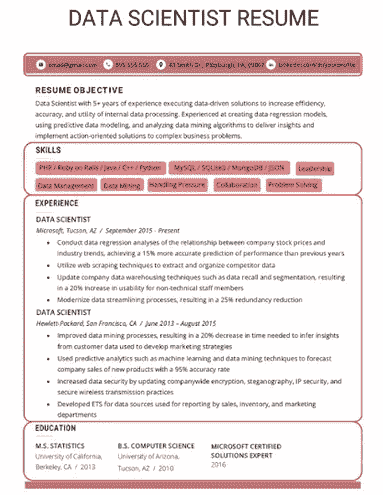 DATA SCIENTIST RESUME
email@gmail.com 895 555 555 Pittsburgh, PA,
RESUME OBJECTIVE
Data Scientist with 5+ years of experience executing data-driven solutions to increase efficiency,
accuracy, and utility of internal data processing. Experienced at creating data regression models,
using predictive data modeling, and analyzing data mining algorithms to deliver insights and
implement action-oriented solutions to complex business problems.
SKILLS
PHP / Ruby on Rails / Java / C++ / Python MySQL / SQLite3 / MongoDB / JSON Leadership
Data Management Data Mining Handling Pressure Collaboration Problem Solving
EXPERIENCE
DATA SCIENTIST
Microsoft, Tucson, AZ / September 2015 - Present
• Conduct data regression analyses of the relationship between company stock prices and
industry trends, achieving a 15% more accurate prediction of performance than previous years
• Utilize web scraping techniques to extract and organize competitor data
• Update company data warehousing techniques such as data recall and segmentation, resulting
in a 20% increase in usability for non-technical staff members
• Modernize data streamlining processes, resulting in a 25% redundancy reduction
DATA SCIENTIST
Hewlett-Packard, San Francisco, CA / June 2013 – August 2015
• Improved data mining processes, resulting in a 20% decrease in time needed to infer insights
from customer data used to develop marketing strategies
• Used predictive analytics such as machine learning and data mining techniques to forecast
company sales of new products with a 95% accuracy rate
• Increased data security by updating companywide encryption, steganography, IP security, and
secure wireless transmission practices
• Developed ETS for data sources used for reporting by sales, inventory, and marketing
departments
EDUCATION
M.S. STATISTICS B.S. COMPUTER SCIENCE MICROSOFT CERTIFIED
University of California, University of Arizona, SOLUTIONS EXPERT
Berkeley, CA / 2013 Tucson, AZ / 2010 2016